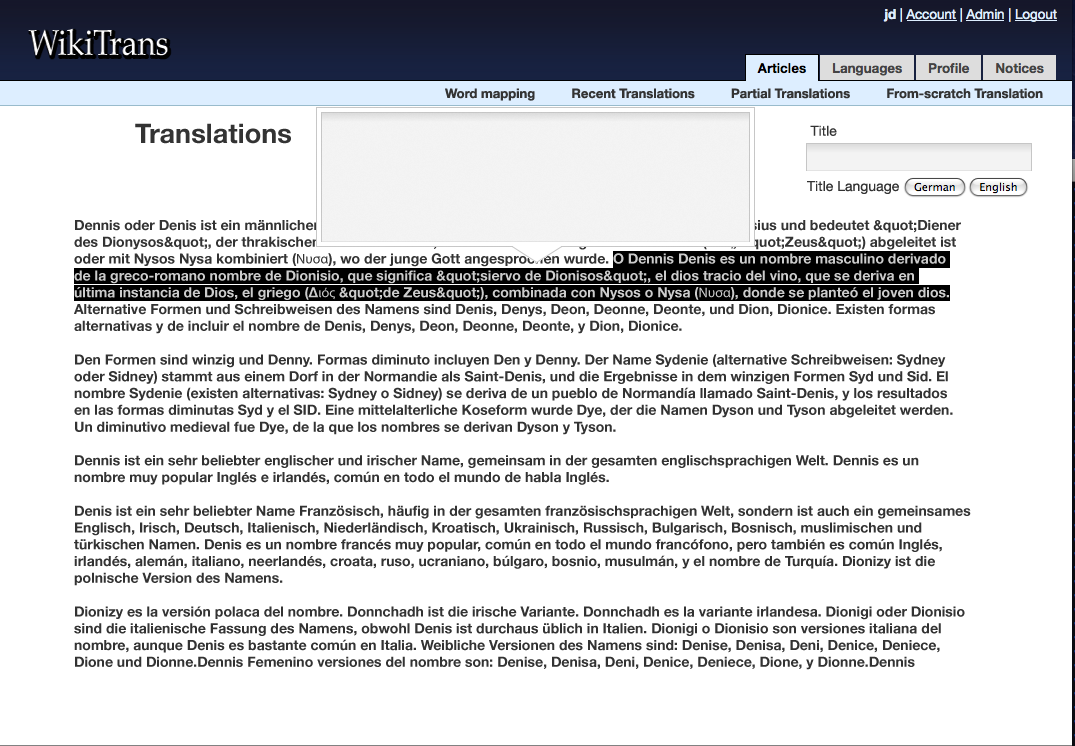 jd | Account | Admin | Logout
WikiTrans
Articles Languages Profile Notices
Word mapping Recent Translations Partial Translations From-scratch Translation
Translations
Title
Title Language German English
Dennis oder Denis ist ein männlicher und bedeutet &quot;Diener
des Dionysos&quot;, der thrakischen abgeleitet ist
oder mit Nysos Nysa kombiniert (Νυσα), wo der junge Gott angesprochen wurde. O Dennis Denis es un nombre masculino derivado
de la greco-romano nombre de Dionisio, que significa &quot;siervo de Dionisos&quot;, el dios tracio del vino, que se deriva en
última instancia de Dios, el griego (Διός &quot;de Zeus&quot;), combinada con Nysos o Nysa (Νυσα), donde se planteó el joven dios.
Alternative Formen und Schreibweisen des Namens sind Denis, Denys, Deon, Deonne, Deonte, und Dion, Dionice. Existen formas
alternativas y de incluir el nombre de Denis, Denys, Deon, Deonne, Deonte, y Dion, Dionice.
Den Formen sind winzig und Denny. Formas diminuto incluyen Den y Denny. Der Name Sydenie (alternative Schreibweisen: Sydney
oder Sidney) stammt aus einem Dorf in der Normandie als Saint-Denis, und die Ergebnisse in dem winzigen Formen Syd und Sid. El
nombre Sydenie (existen alternativas: Sydney o Sidney) se deriva de un pueblo de Normandía llamado Saint-Denis, y los resultados
en las formas diminutas Syd y el SID. Eine mittelalterliche Koseform wurde Dye, der die Namen Dyson und Tyson abgeleitet werden.
Un diminutivo medieval fue Dye, de la que los nombres se derivan Dyson y Tyson.
Dennis ist ein sehr beliebter englischer und irischer Name, gemeinsam in der gesamten englischsprachigen Welt. Dennis es un
nombre muy popular Inglés e irlandés, común en todo el mundo de habla Inglés.
Denis ist ein sehr beliebter Name Französisch, häufig in der gesamten französischsprachigen Welt, sondern ist auch ein gemeinsames
Englisch, Irisch, Deutsch, Italienisch, Niederländisch, Kroatisch, Ukrainisch, Russisch, Bulgarisch, Bosnisch, muslimischen und
türkischen Namen. Denis es un nombre francés muy popular, común en todo el mundo francófono, pero también es común Inglés,
irlandés, alemán, italiano, neerlandés, croata, ruso, ucraniano, búlgaro, bosnio, musulmán, y el nombre de Turquía. Dionizy ist die
polnische Version des Namens.
Dionizy es la versión polaca del nombre. Donnchadh ist die irische Variante. Donnchadh es la variante irlandesa. Dionigi oder Dionisio
sind die italienische Fassung des Namens, obwohl Denis ist durchaus üblich in Italien. Dionigi o Dionisio son versiones italiana del
nombre, aunque Denis es bastante común en Italia. Weibliche Versionen des Namens sind: Denise, Denisa, Deni, Denice, Deniece,
Dione und Dionne.Dennis Femenino versiones del nombre son: Denise, Denisa, Deni, Denice, Deniece, Dione, y Dionne.Dennis